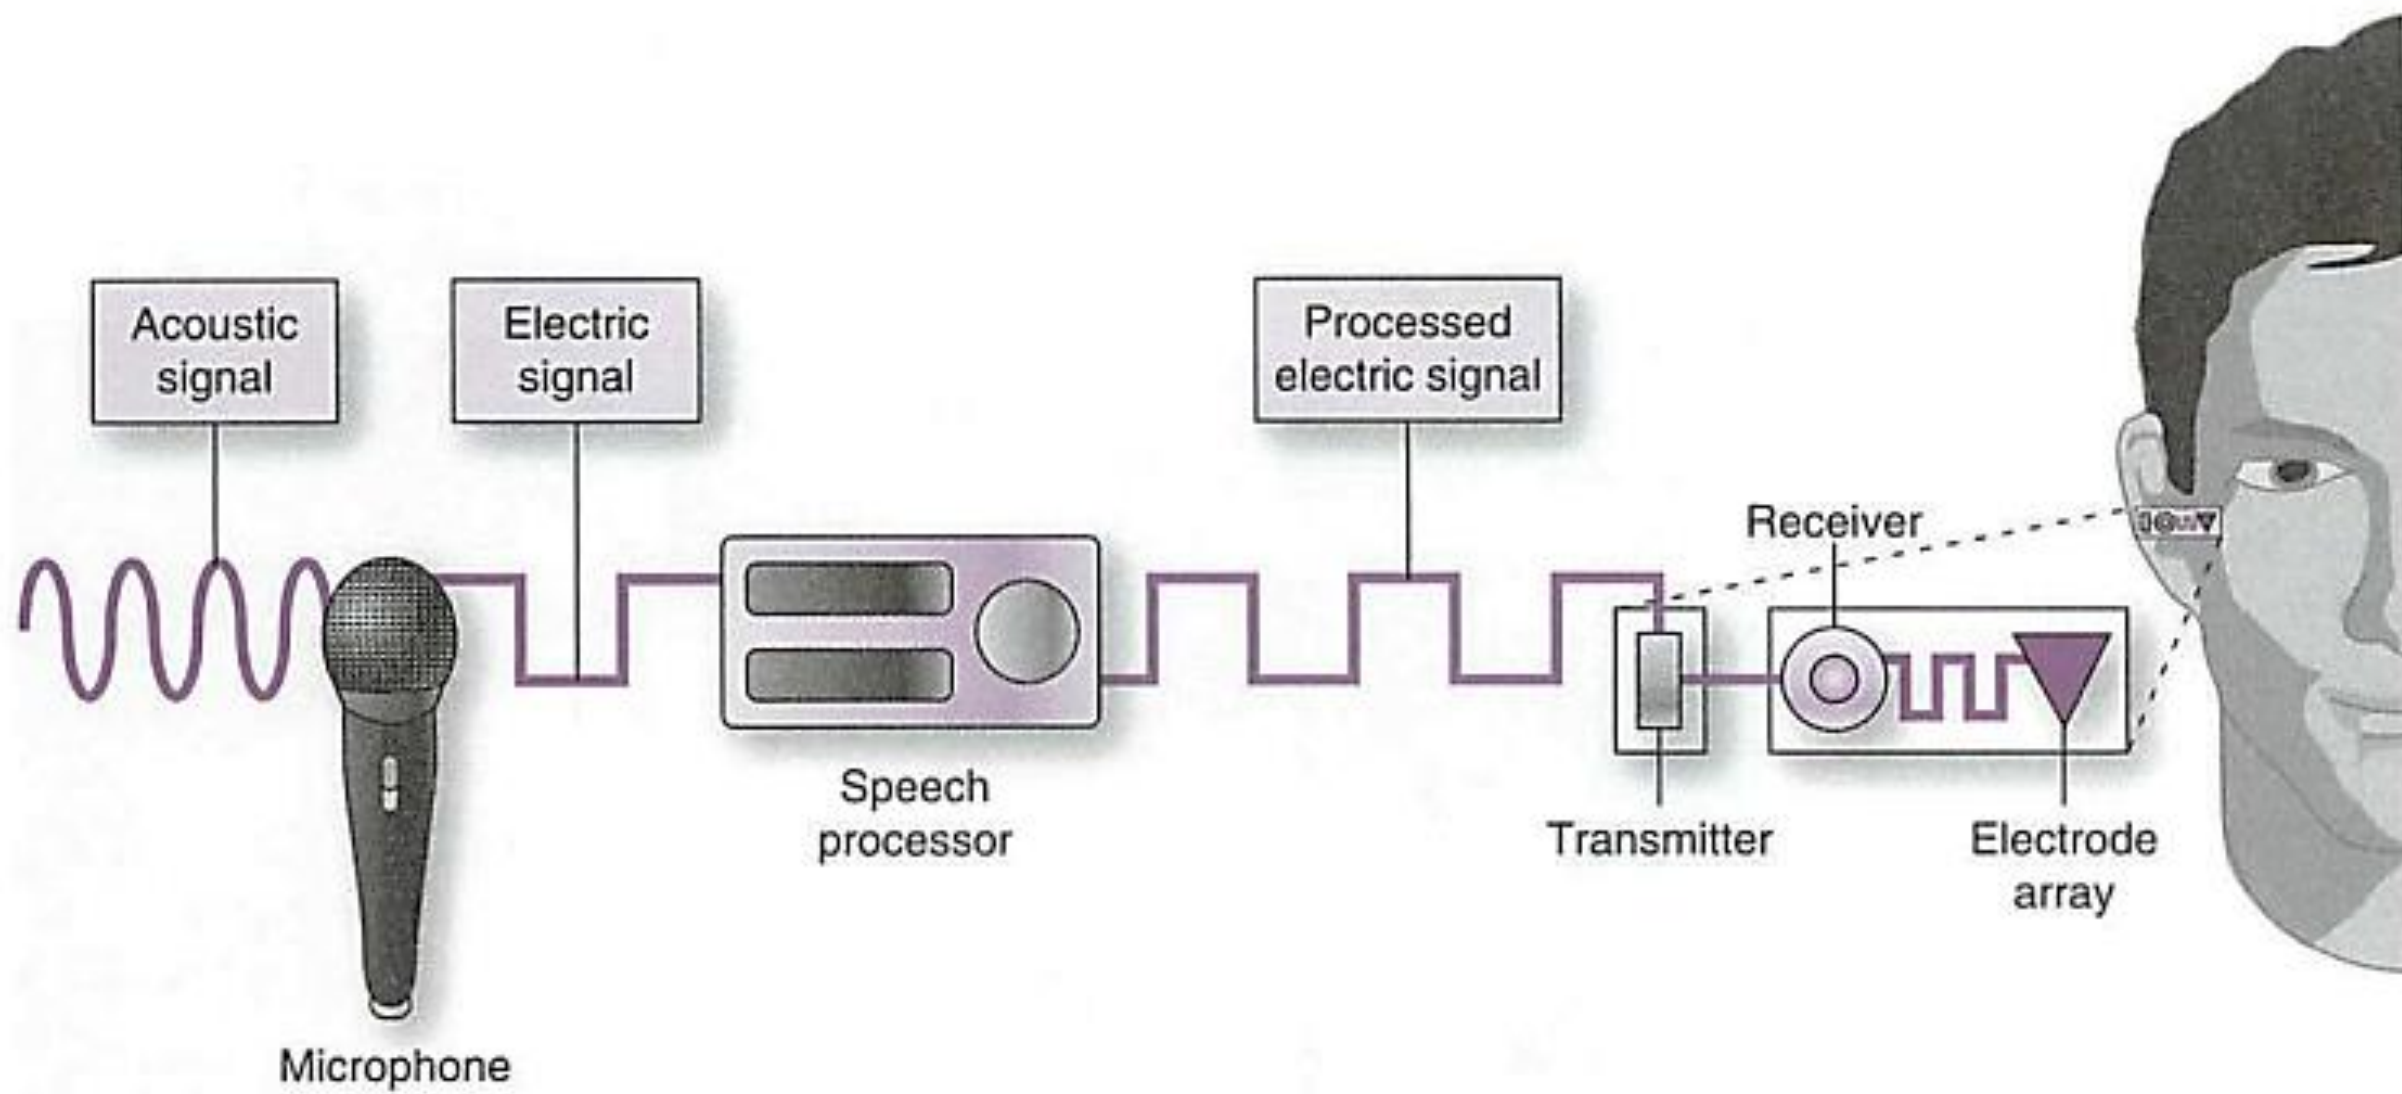 Acoustic
signal
Electric
signal
Processed
electric signal
Receiver
Speech
processor
Transmitter
Electrode
array
Microphone